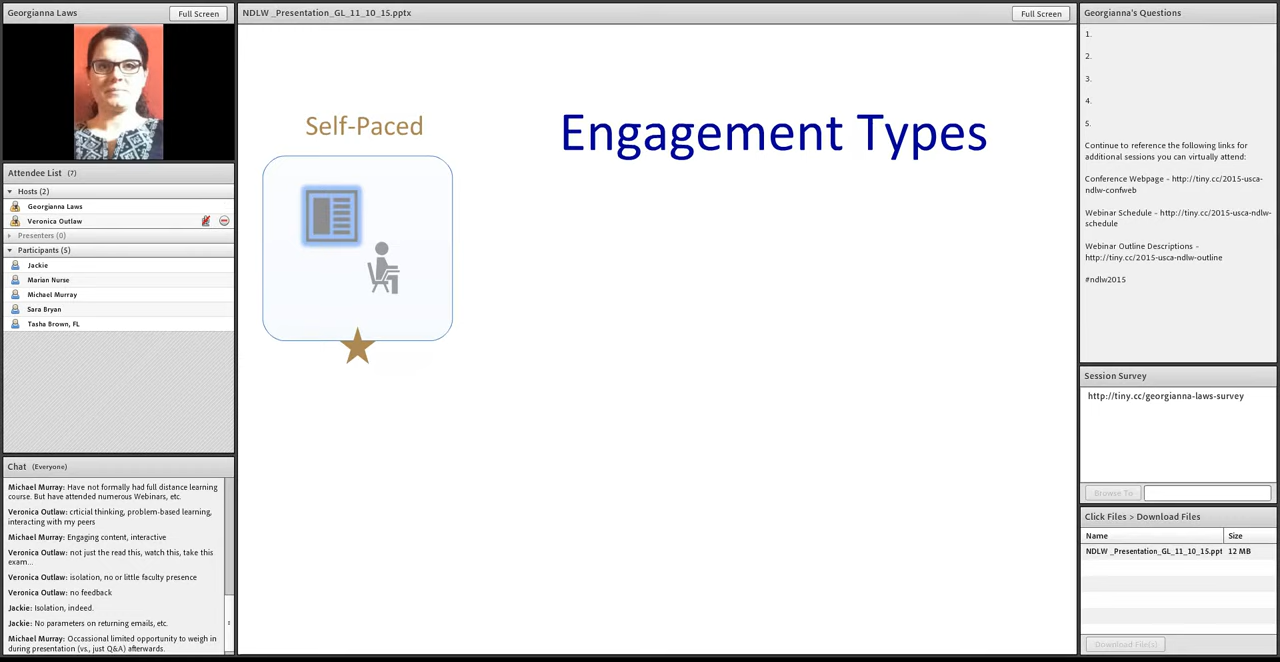 Georgianna Laws
Full Screen
NDLW _Presentation_GL_11_10_15.pptx
Full Screen
Georgianna's Questions
Attendee List (7)
Hosts (2)
Georgianna Laws
Veronica Outlaw
Presenters (0)
Participants (5)
Jackie
Marian Nurse
Michael Murray
Sara Bryan
Tasha Brown, FL
Chat (Everyone)
Michael Murray: Have not formally had full distance learning
course. But have attended numerous Webinars, etc.
Veronica Outlaw: crticial thinking, problem-based learning,
interacting with my peers
Michael Murray: Engaging content, interactive
Veronica Outlaw: not just the read this, watch this, take this
exam...
Veronica Outlaw: isolation, no or little faculty presence
Veronica Outlaw: no feedback
Jackie: Isolation, indeed.
Jackie: No parameters on returning emails, etc.
Michael Murray: Occassional limited opportunity to weigh in
during presentation (vs., just Q&A) afterwards.
Self-Paced
Engagement Types
1.
2.
3.
4.
5.
Continue to reference the following links for
additional sessions you can virtually attend:
Conference Webpage - http://tiny.cc/2015-usca-
ndlw-confweb
Webinar Schedule - http://tiny.cc/2015-usca-ndlw-
schedule
Webinar Outline Descriptions -
http://tiny.cc/2015-usca-ndlw-outline
#ndlw2015
Session Survey
http://tiny.cc/georgianna-laws-survey
Browse To
Click Files > Download Files
Name Size
NDLW _Presentation_GL_11_10_15.ppt 12 MB
Download File(s)